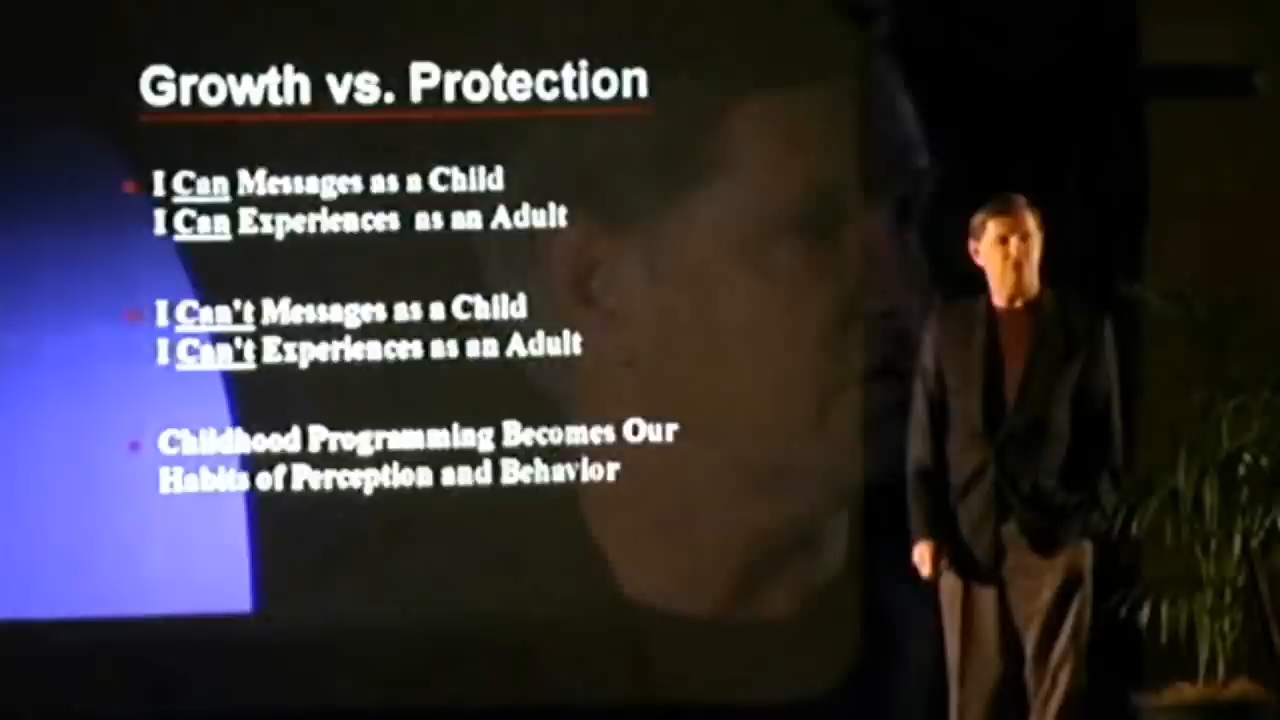 Growth vs. Protection
I Can Messages as a Child
I Can Experiences as an Adult
I Can't Messages as a Child
I Can't Experiences as an Adult
Childhood Programming Becomes Our
Habits of Perception and Behavior